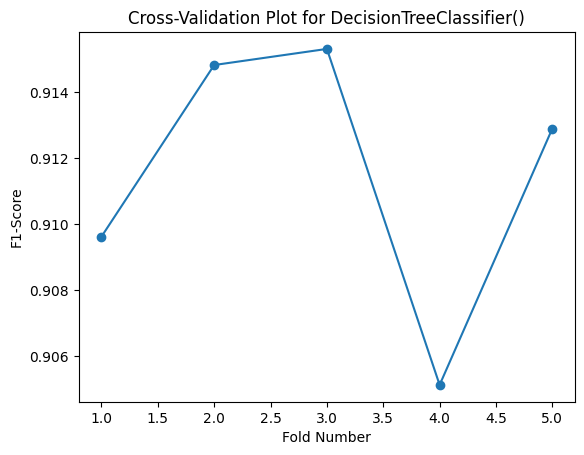 Cross-Validation Plot for DecisionTreeClassifier()
0.914
0.912
0.910
0.908
0.906
F1-Score
1.0 1.5 2.0 2.5 3.0 3.5 4.0 4.5 5.0
Fold Number